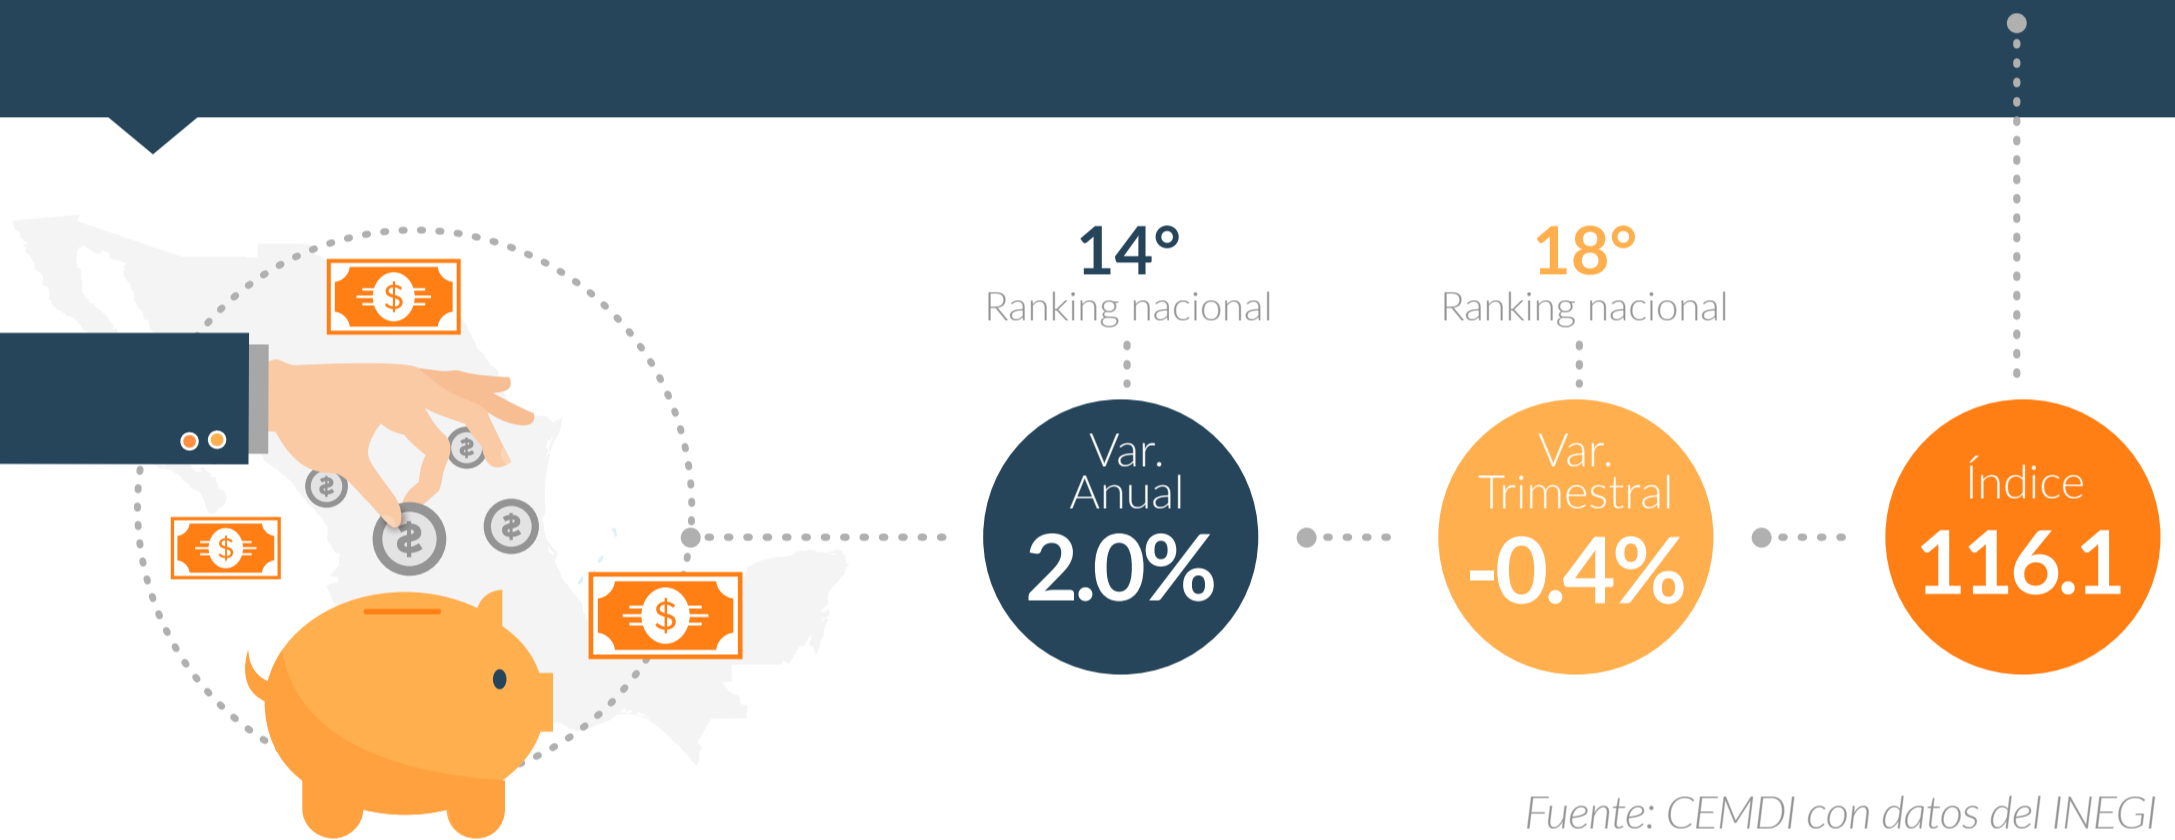 14°
Ranking nacional
18°
Ranking nacional
Var.
Anual
2.0%
Var.
Trimestral
-0.4%
Índice
116.1
$
$
$
$
$
$
$
Fuente: CEMDI con datos del INEGI